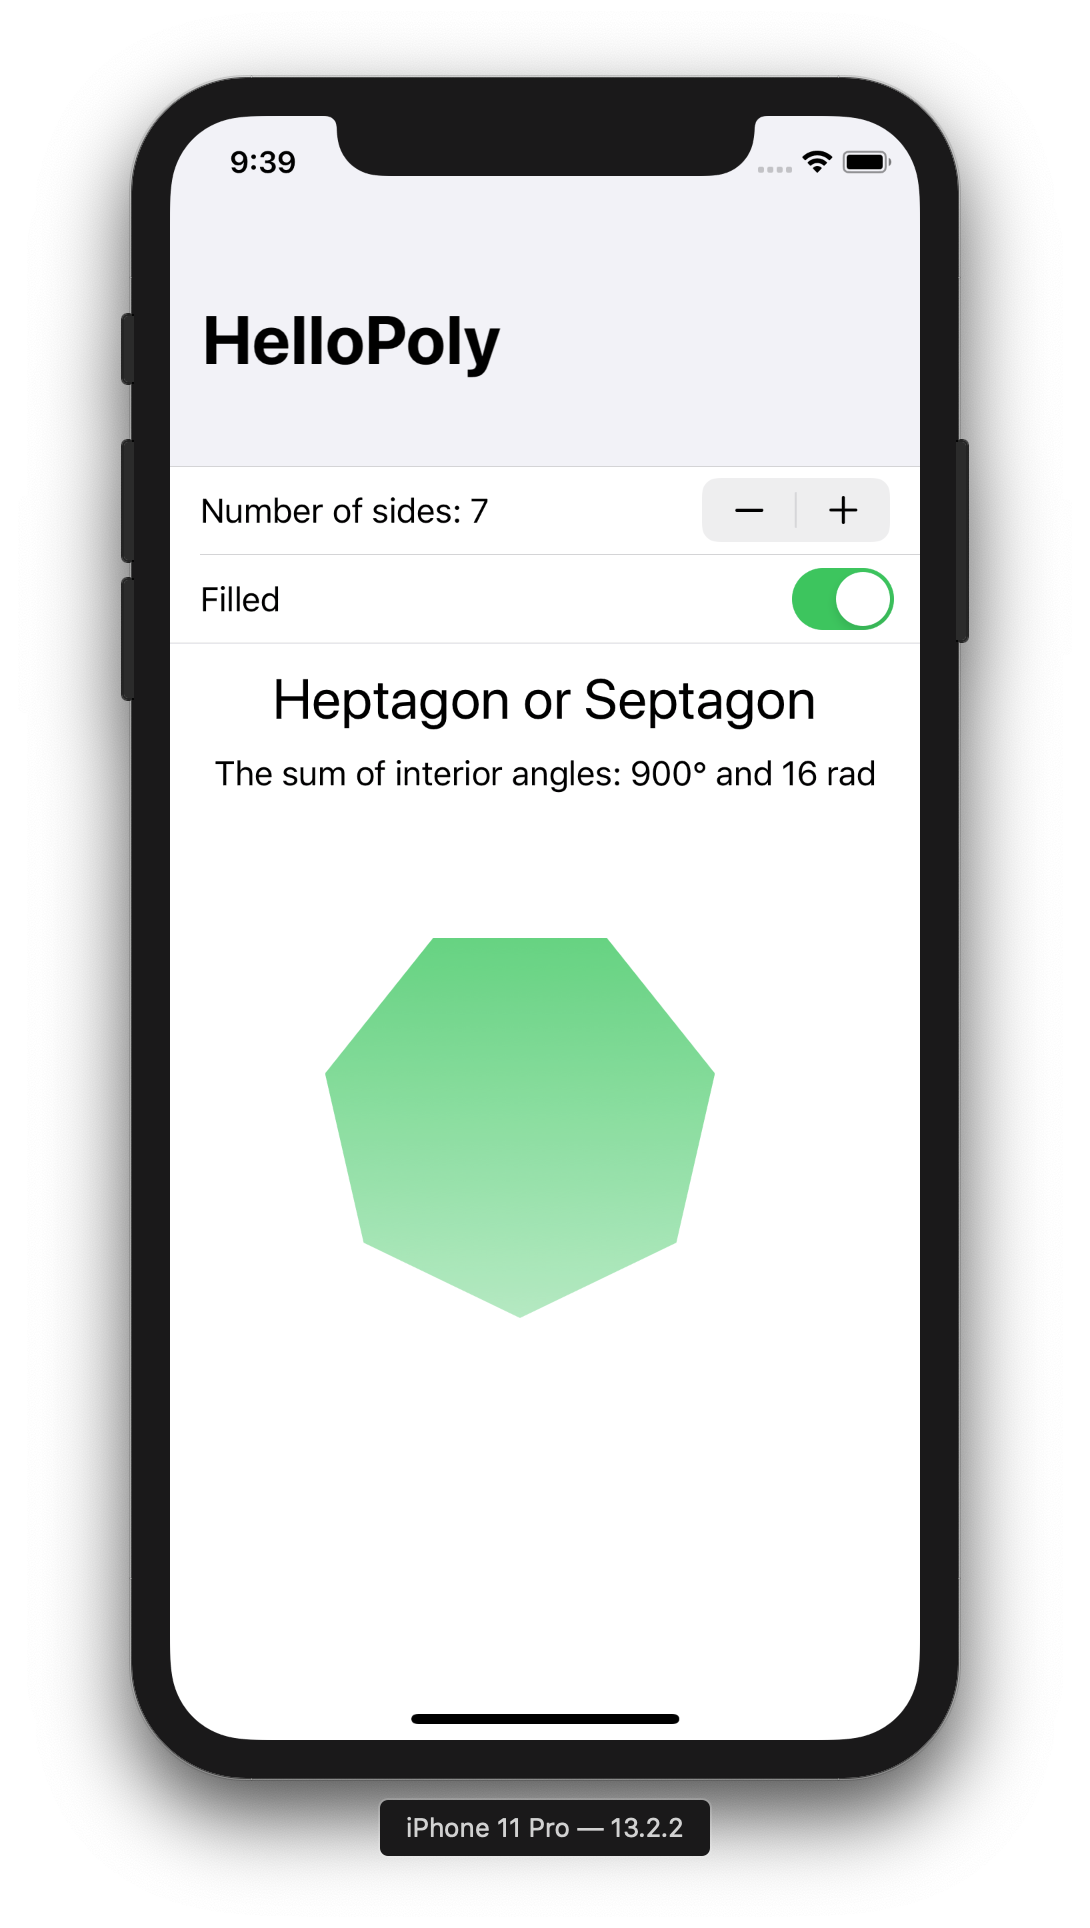 9:39
HelloPoly
Number of sides: 7
Filled
Heptagon or Septagon
The sum of interior angles: 900° and 16 rad
iPhone 11 Pro — 13.2.2